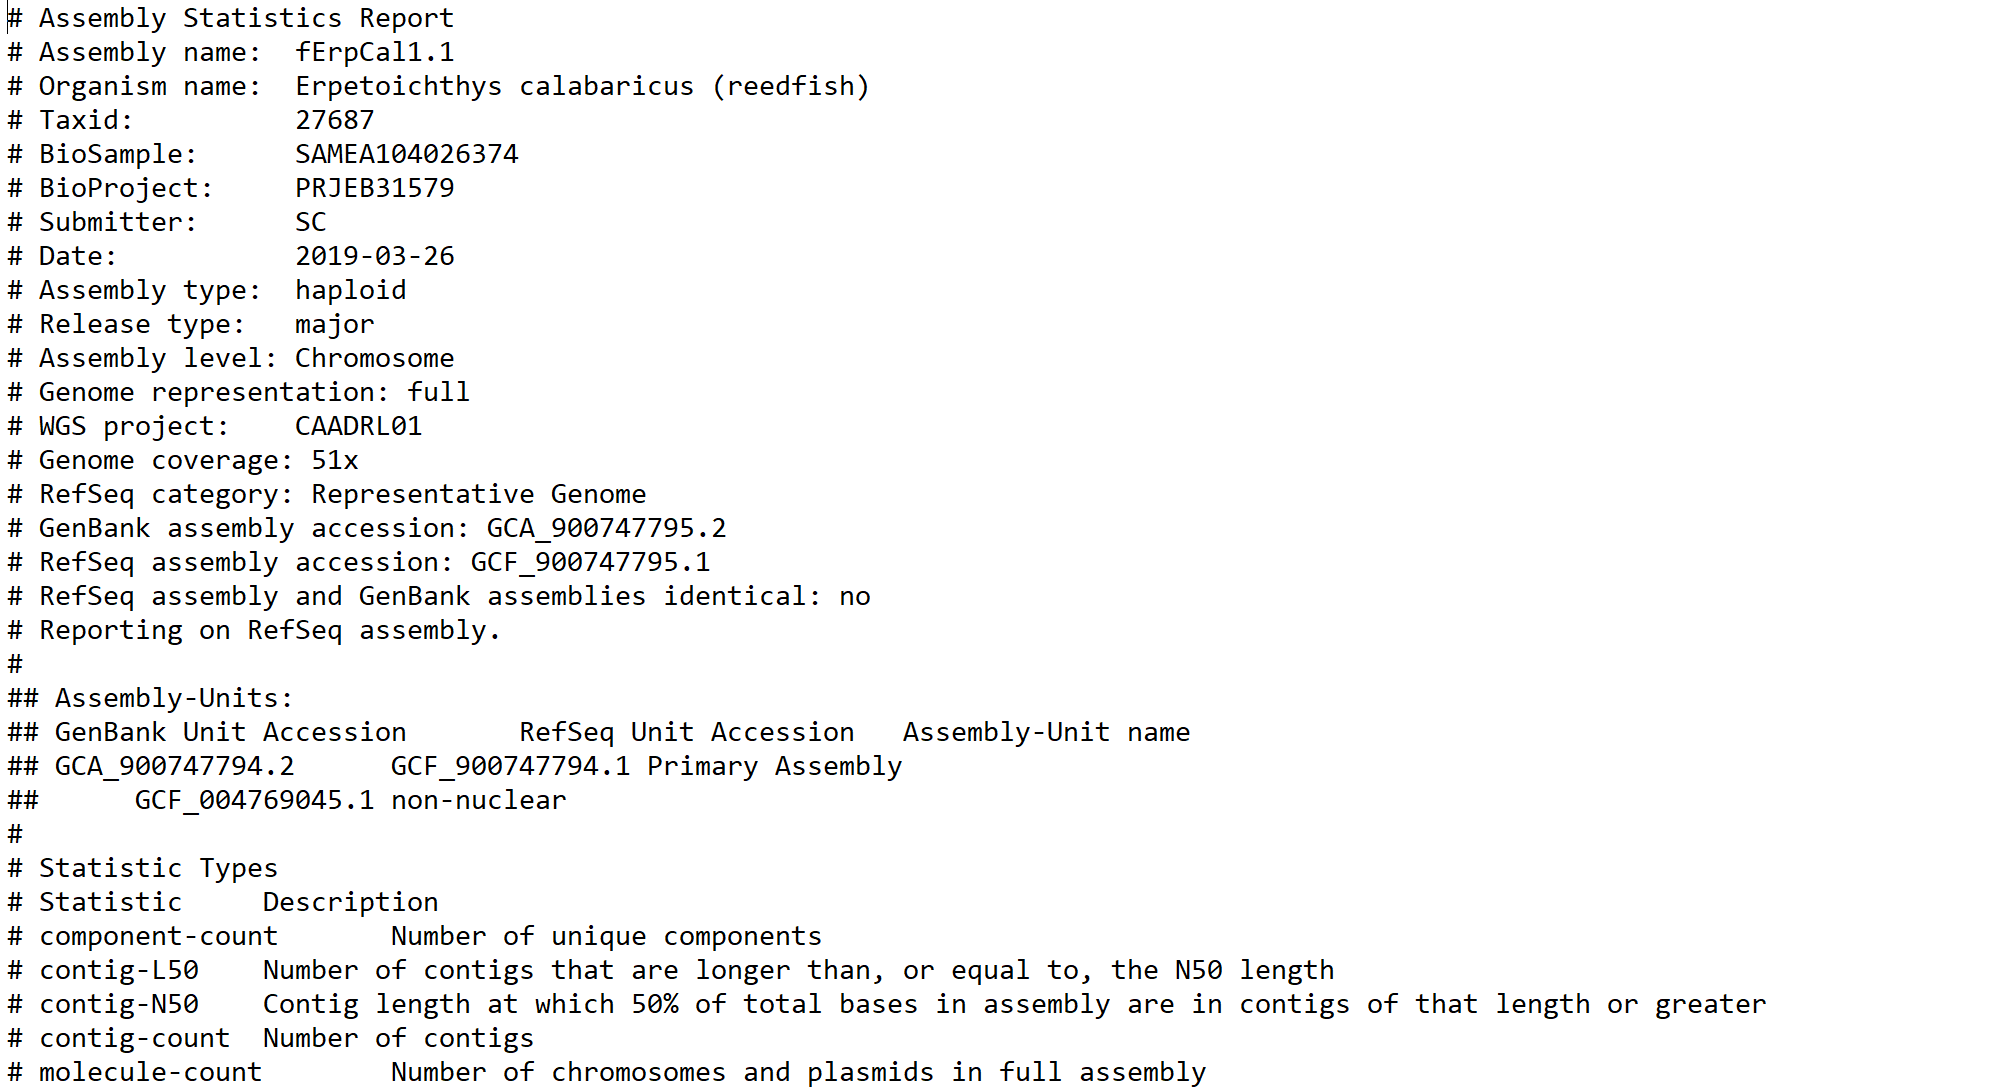 # Assembly Statistics Report
# Assembly name:  fErpCal1.1
# Organism name:  Erpetoichthys calabaricus (reedfish)
# Taxid:          27687
# BioSample:      SAMEA104026374
# BioProject:     PRJEB31579
# Submitter:      SC
# Date:           2019-03-26
# Assembly type:  haploid
# Release type:   major
# Assembly level: Chromosome
# Genome representation: full
# WGS project:    CAADRL01
# Genome coverage: 51x
# RefSeq category: Representative Genome
# GenBank assembly accession: GCA_900747795.2
# RefSeq assembly accession: GCF_900747795.1
# RefSeq assembly and GenBank assemblies identical: no
# Reporting on RefSeq assembly.
#
## Assembly-Units:
## GenBank Unit Accession       RefSeq Unit Accession   Assembly-Unit name
## GCA_900747794.2      GCF_900747794.1 Primary Assembly
##      GCF_004769045.1 non-nuclear
#
# Statistic Types
# Statistic     Description
# component-count       Number of unique components
# contig-L50    Number of contigs that are longer than, or equal to, the N50 length
# contig-N50    Contig length at which 50% of total bases in assembly are in contigs of that length or greater
# contig-count  Number of contigs
# molecule-count        Number of chromosomes and plasmids in full assembly